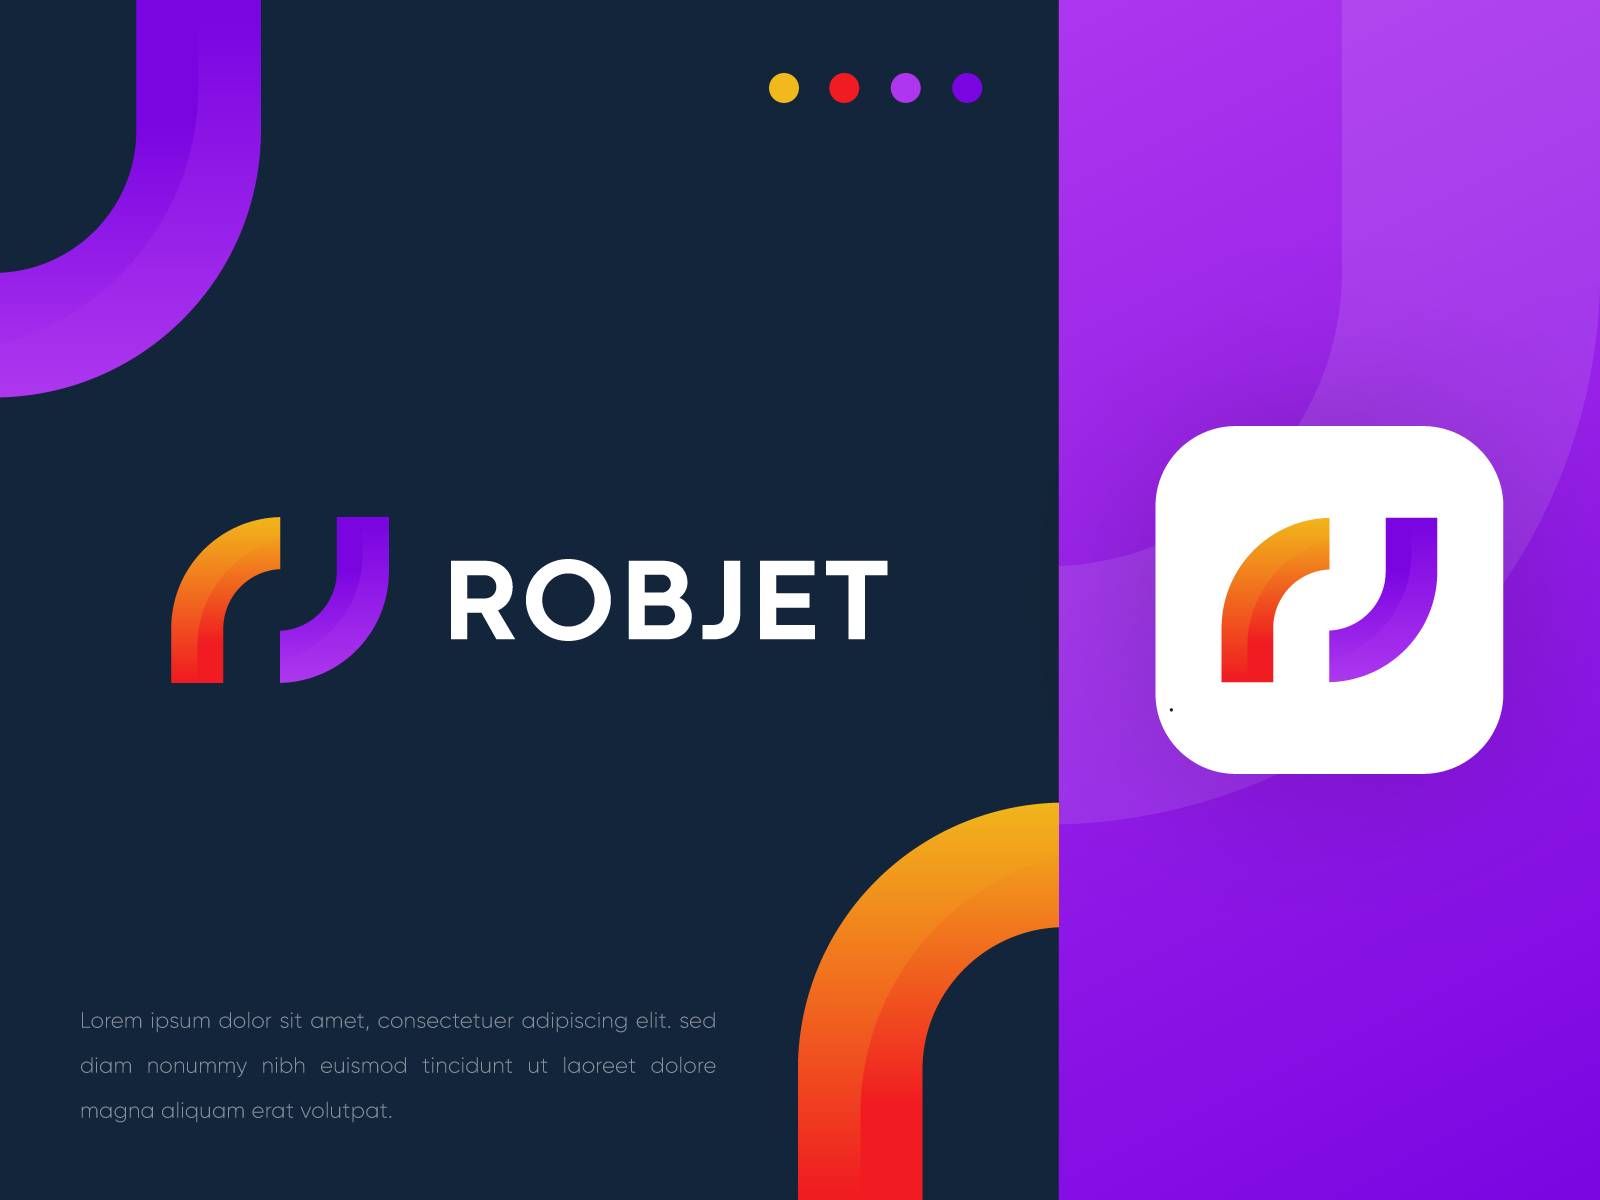 ROBJET
Lorem ipsum dolor sit amet, consectetuer adipiscing elit. sed
diam nonummy nibh euismod tincidunt ut laoreet dolore
magna aliquam erat volutpat.